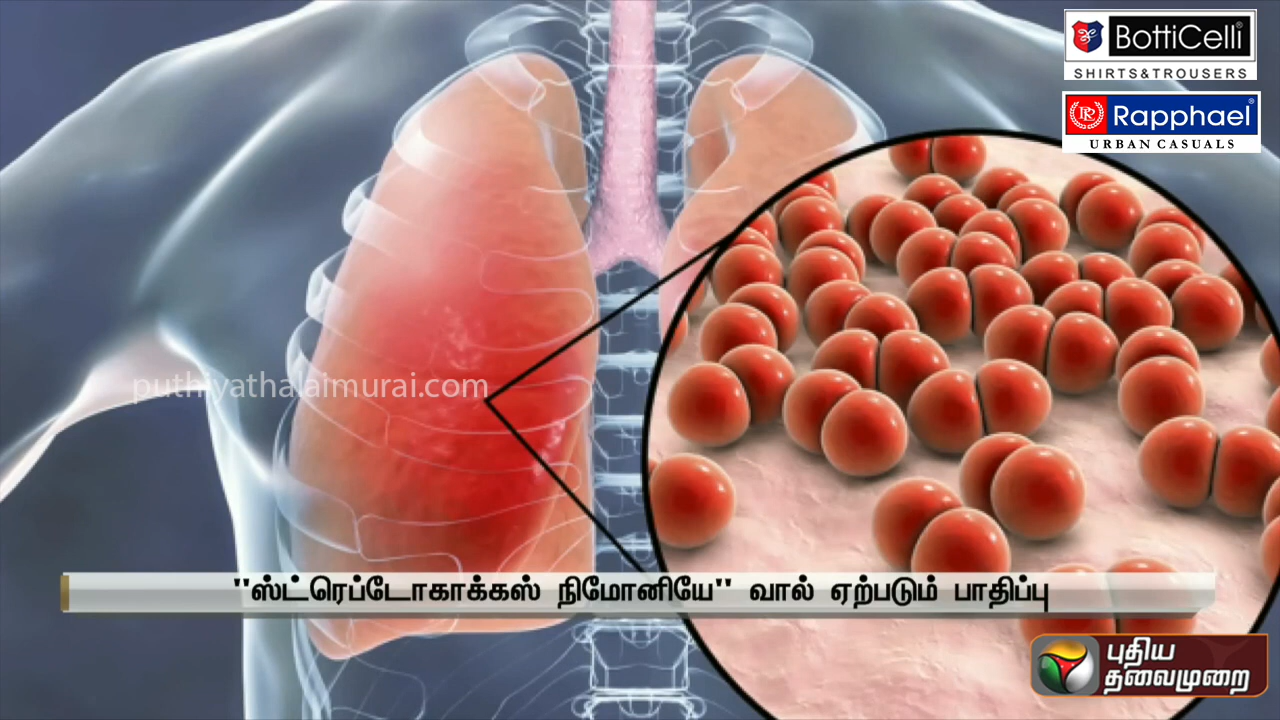 BottiCelli
SHIRTS&TROUSERS
Rapphael
URBAN CASUALS
puthiyathalaimurai.com
"ஸ்ட்ரெப்டோகாக்கஸ் நிமோனியே" வால் ஏற்படும் பாதிப்பு
புதிய
தலைமுறை